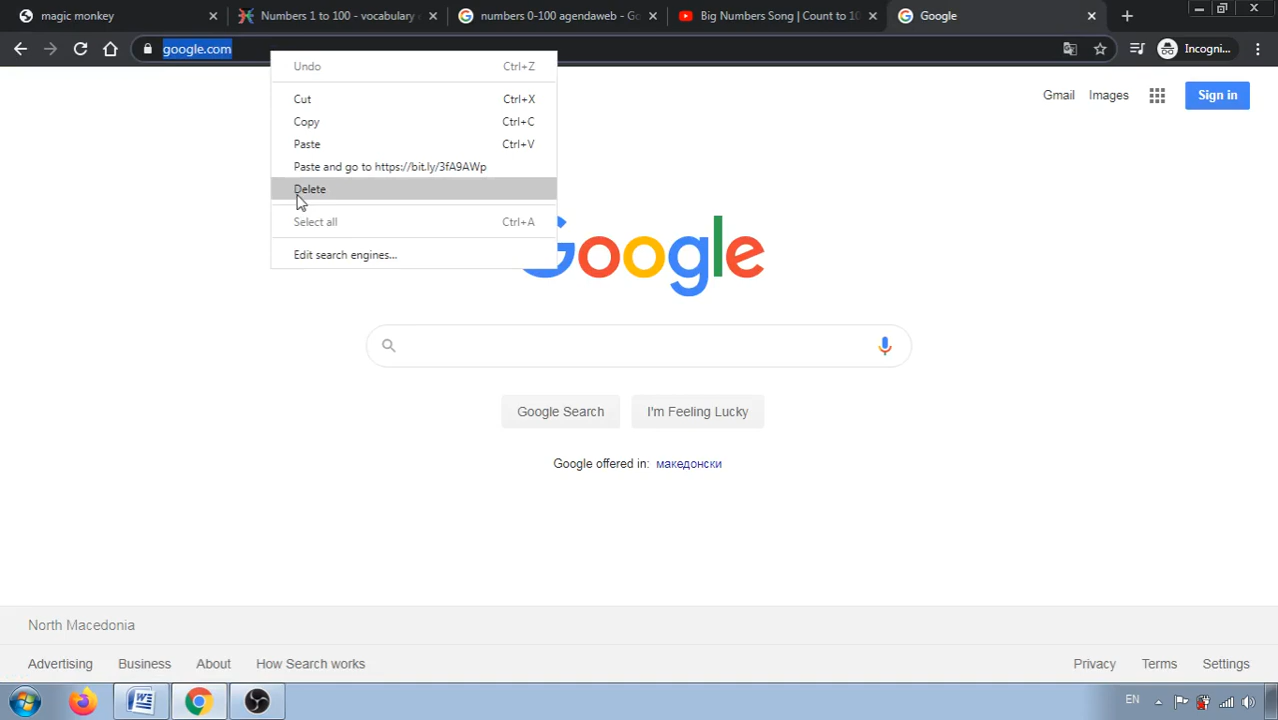 magic monkey
Numbers 1 to 100 - vocabulary
numbers 0-100 agendaweb - Go
Big Numbers Song | Count to 10
Google
google.com
Incogni...
Undo Ctrl+Z
Cut Ctrl+X
Copy Ctrl+C
Paste Ctrl+V
Paste and go to https://bit.ly/3fA9AWp
Delete
Select all Ctrl+A
Edit search engines...
Gmail Images Sign in
Google
Google Search I'm Feeling Lucky
Google offered in: македонски
North Macedonia
Advertising Business About How Search works Privacy Terms Settings
EN